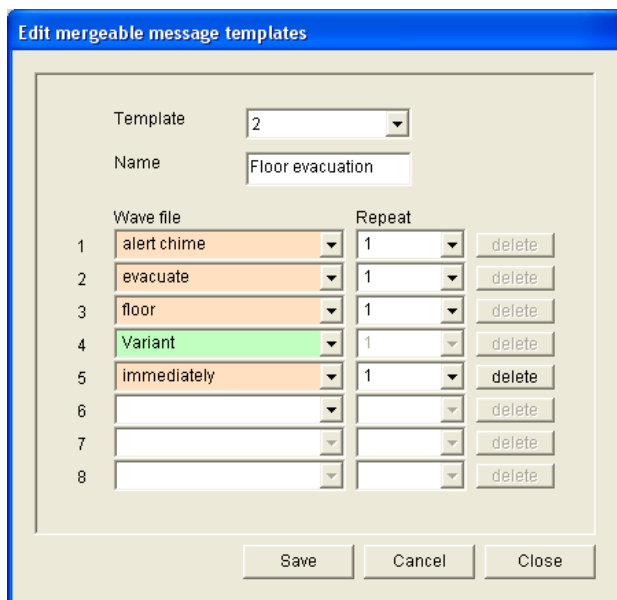 Edit mergeable message templates
Template 2
Name Floor evacuation
Wave file Repeat
1 alert chime 1 delete
2 evacuate 1 delete
3 floor 1 delete
4 Variant 1 delete
5 immediately 1 delete
6 delete
7 delete
8 delete
Save Cancel Close